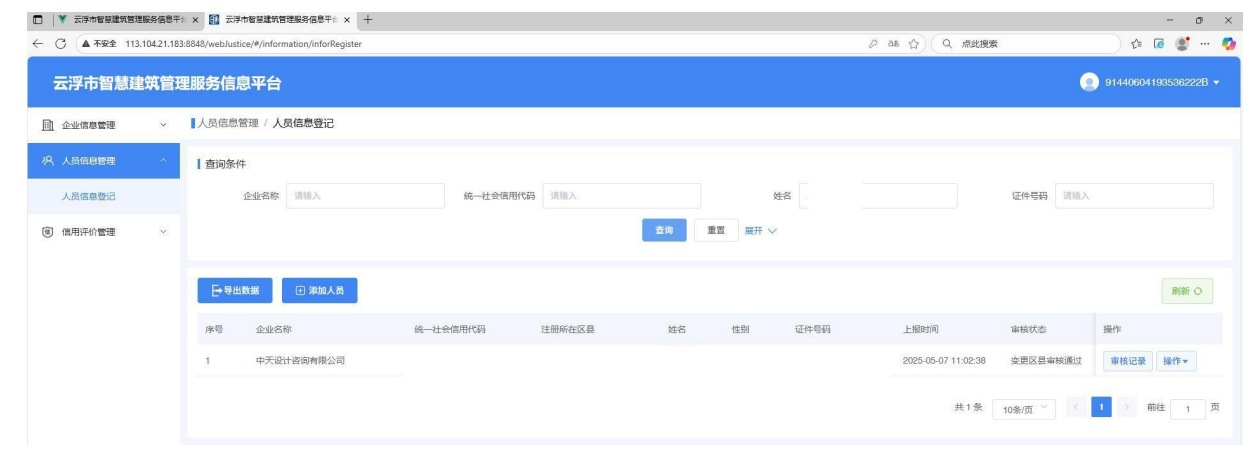 云浮市智慧建筑管理服务信息平台 × 云浮市智慧建筑管理服务信息平台 × +
不安全 113.104.21.183:8848/webJustice/#/information/inforRegister 点此搜索
云浮市智慧建筑管理服务信息平台 91440604193536222B
企业信息管理 人员信息管理 / 人员信息登记
人员信息管理 查询条件
人员信息登记 企业名称 请输入 统一社会信用代码 请输入 姓名 证件号码 请输入
信用评价管理 查询 重置 展开
导出数据 添加人员 刷新
序号 企业名称 统一社会信用代码 注册所在区县 姓名 性别 证件号码 上报时间 审核状态 操作
1 中天设计咨询有限公司 2025-05-07 11:02:38 变更区县审核通过 审核记录 操作
共 1 条 10条/页 < 1 > 前往 1 页